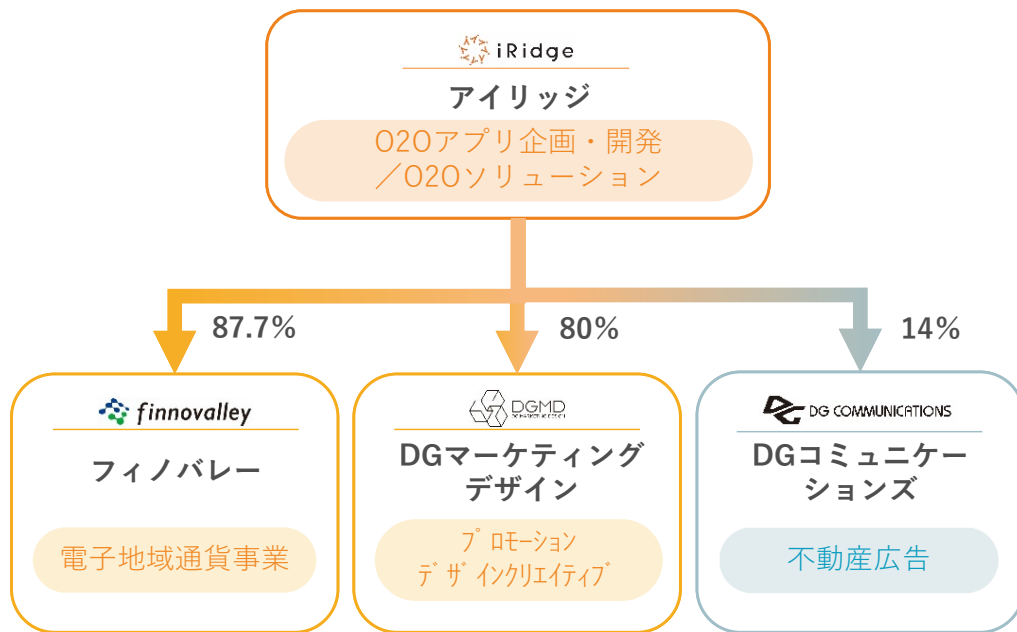 iRidge
アイリッジ
O2Oアプリ企画・開発
／O2Oソリューション
87.7%
80%
14%
finnovalley
フィノバレー
電子地域通貨事業
DGMD
DG MARKETING DESIGN
DGマーケティング
デザイン
ﾌﾟﾛﾓｰｼｮﾝ
ﾃﾞｻﾞｲﾝｸﾘｴｲﾃｨﾌﾞ
DG COMMUNICATIONS
DGコミュニケー
ションズ
不動産広告